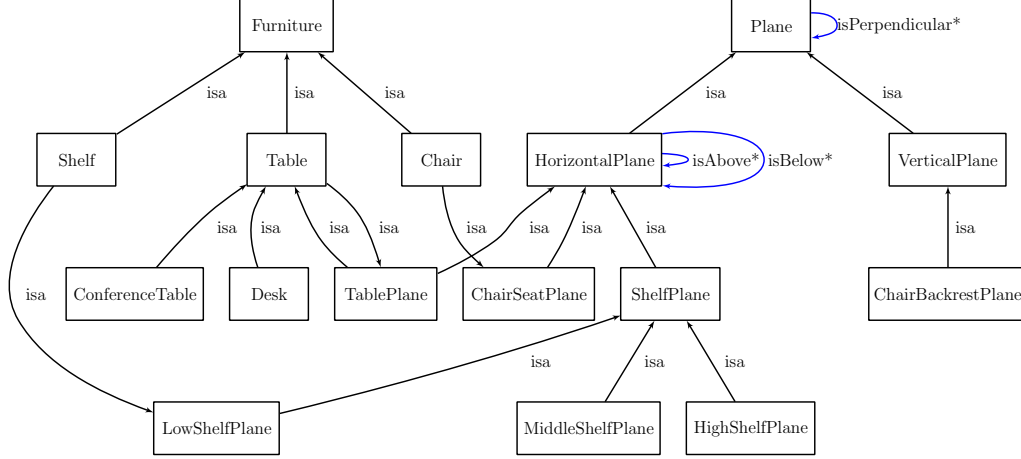 Furniture
Plane
isPerpendicular*
isa
isa
isa
isa
isa
Shelf
Table
Chair
HorizontalPlane
isAbove*
isBelow*
VerticalPlane
isa
isa
isa
isa
isa
isa
isa
isa
isa
isa
ConferenceTable
Desk
TablePlane
ChairSeatPlane
ShelfPlane
ChairBackrestPlane
isa
isa
isa
LowShelfPlane
MiddleShelfPlane
HighShelfPlane